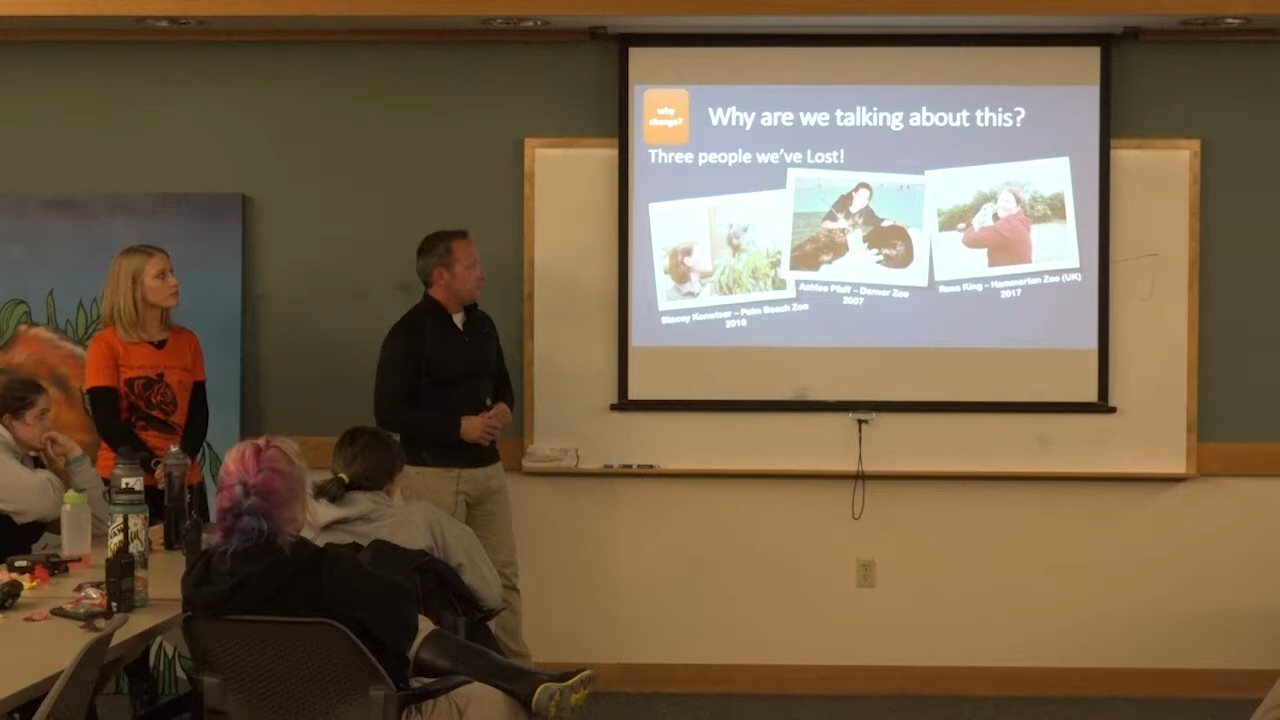 why
change?
Why are we talking about this?
Three people we've Lost!
Stacey Konwiser – Palm Beach Zoo
2016
Ashlee Pfaff – Denver Zoo
2007
Rosa King – Hammerton Zoo (UK)
2017